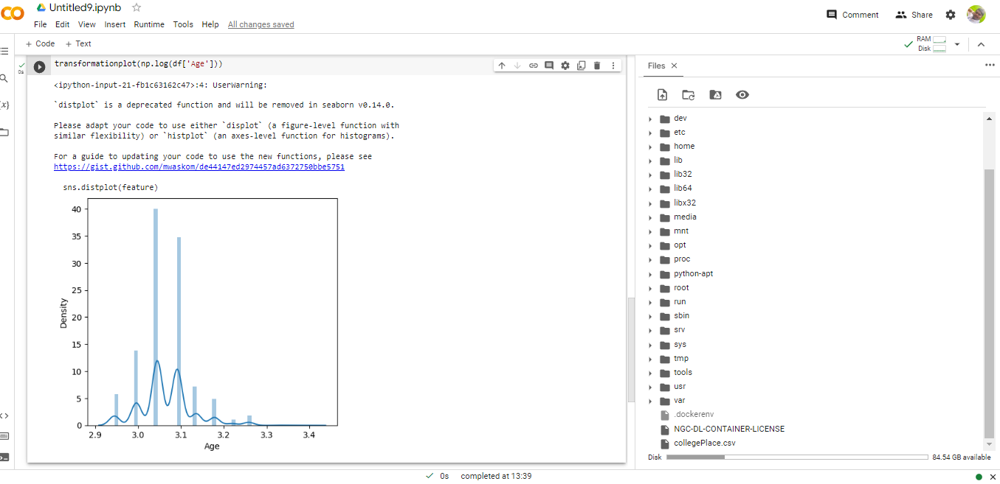 Untitled9.ipynb
File Edit View Insert Runtime Tools Help All changes saved
Comment Share
+ Code + Text
RAM
Disk
0s
transformationplot(np.log(df['Age']))
<ipython-input-21-fb1c63162c47>:4: UserWarning:
`distplot` is a deprecated function and will be removed in seaborn v0.14.0.
Please adapt your code to use either `displot` (a figure-level function with
similar flexibility) or `histplot` (an axes-level function for histograms).
For a guide to updating your code to use the new functions, please see
https://gist.github.com/mwaskom/de44147ed2974457ad6372750bbe5751
sns.distplot(feature)
40
35
30
25
20
15
10
5
0
Density
2.9 3.0 3.1 3.2 3.3 3.4
Age
{x}
Files
dev
etc
home
lib
lib32
lib64
libx32
media
mnt
opt
proc
python-apt
root
run
sbin
srv
sys
tmp
tools
usr
var
.dockerenv
NGC-DL-CONTAINER-LICENSE
collegePlace.csv
Disk 84.54 GB available
0s completed at 13:39